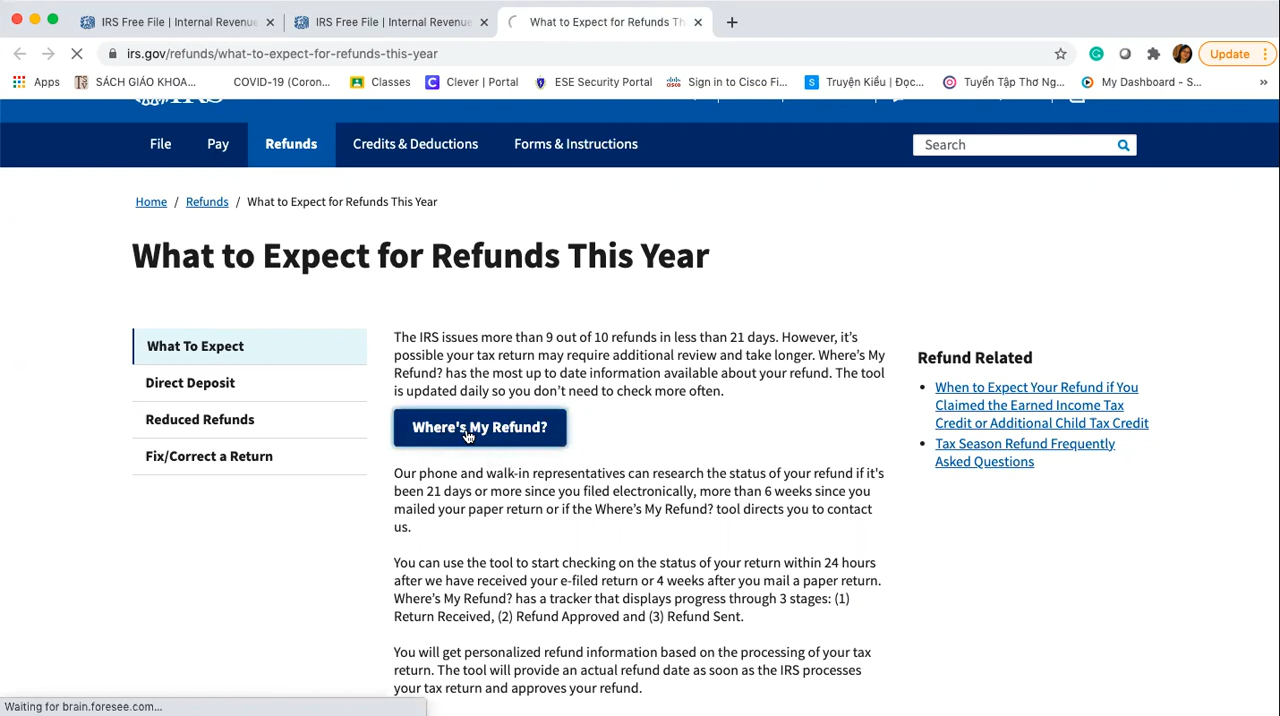 IRS Free File | Internal Revenue
IRS Free File | Internal Revenue
What to Expect for Refunds Th
irs.gov/refunds/what-to-expect-for-refunds-this-year
Update
Apps
SÁCH GIÁO KHOA...
COVID-19 (Coron...
Classes
Clever | Portal
ESE Security Portal
Sign in to Cisco Fi...
Truyện Kiều | Đọc...
Tuyển Tập Thơ Ng...
My Dashboard - S...
»
IRS
File
Pay
Refunds
Credits & Deductions
Forms & Instructions
Search
Home / Refunds / What to Expect for Refunds This Year
What to Expect for Refunds This Year
What To Expect
Direct Deposit
Reduced Refunds
Fix/Correct a Return
The IRS issues more than 9 out of 10 refunds in less than 21 days. However, it's
possible your tax return may require additional review and take longer. Where's My
Refund? has the most up to date information available about your refund. The tool
is updated daily so you don't need to check more often.
Where's My Refund?
Our phone and walk-in representatives can research the status of your refund if it's
been 21 days or more since you filed electronically, more than 6 weeks since you
mailed your paper return or if the Where's My Refund? tool directs you to contact
us.
You can use the tool to start checking on the status of your return within 24 hours
after we have received your e-filed return or 4 weeks after you mail a paper return.
Where's My Refund? has a tracker that displays progress through 3 stages: (1)
Return Received, (2) Refund Approved and (3) Refund Sent.
You will get personalized refund information based on the processing of your tax
return. The tool will provide an actual refund date as soon as the IRS processes
your tax return and approves your refund.
Refund Related
• When to Expect Your Refund if You
Claimed the Earned Income Tax
Credit or Additional Child Tax Credit
• Tax Season Refund Frequently
Asked Questions
Waiting for brain.foresee.com...